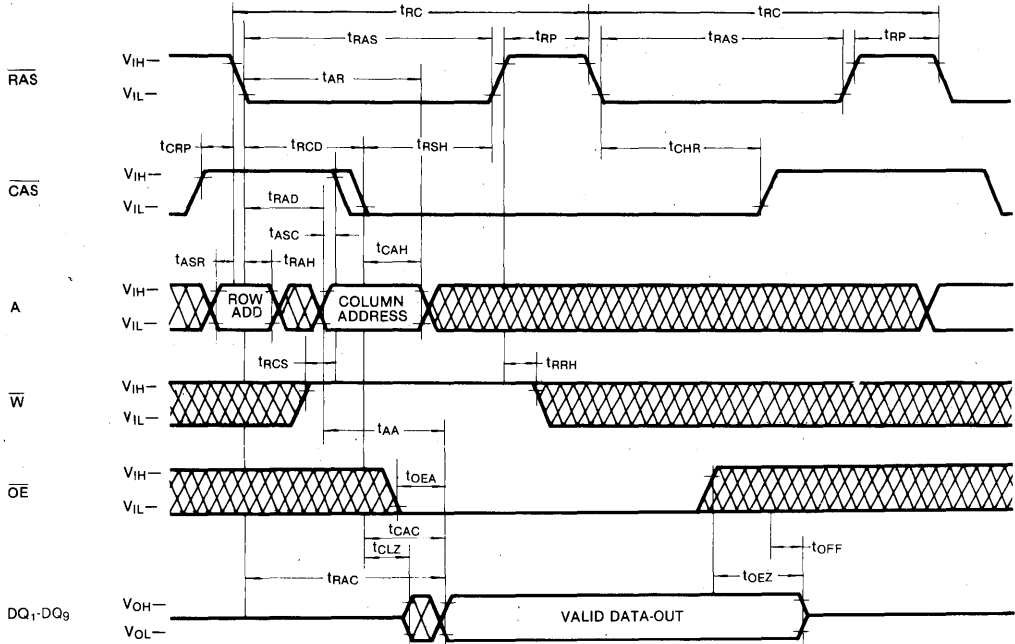 tRC tRC
tRAS tRP tRAS tRP
RAS VIH tAR
VIL
tCRP tRCD tRSH tCHR
CAS VIH
VIL tRAD
tASC
tASR tRAH tCAH
A VIH ROW ADD COLUMN ADDRESS
VIL
tRCS tRRH
W VIH
VIL
tAA
OE VIH tOEA
VIL
tCAC
tCLZ tOFF
tRAC tOEZ
DQ1-DQ9 VOH VALID DATA-OUT
VOL